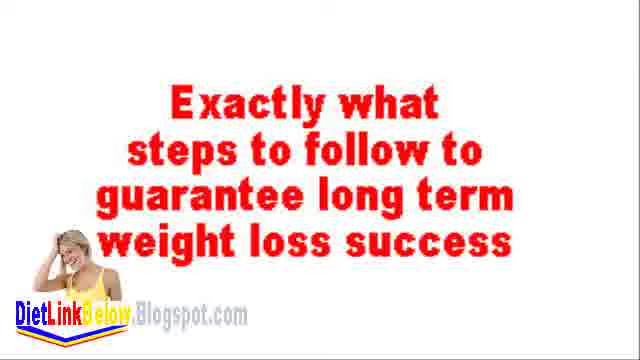 Exactly what
steps to follow to
guarantee long term
weight loss success
DietLinkBelow.Blogspot.com